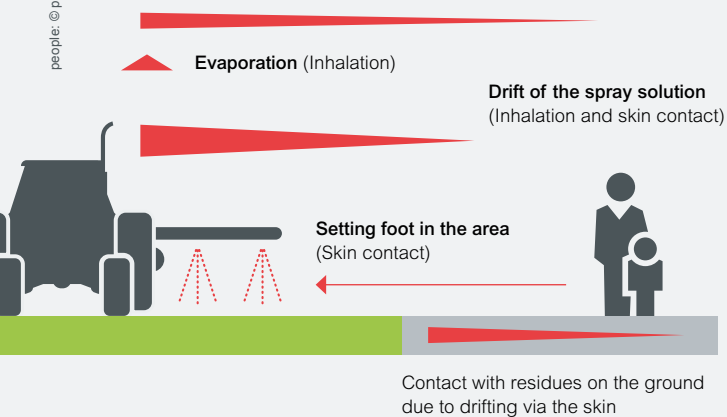 people: © p
Evaporation (Inhalation)
Drift of the spray solution
(Inhalation and skin contact)
Setting foot in the area
(Skin contact)
Contact with residues on the ground
due to drifting via the skin